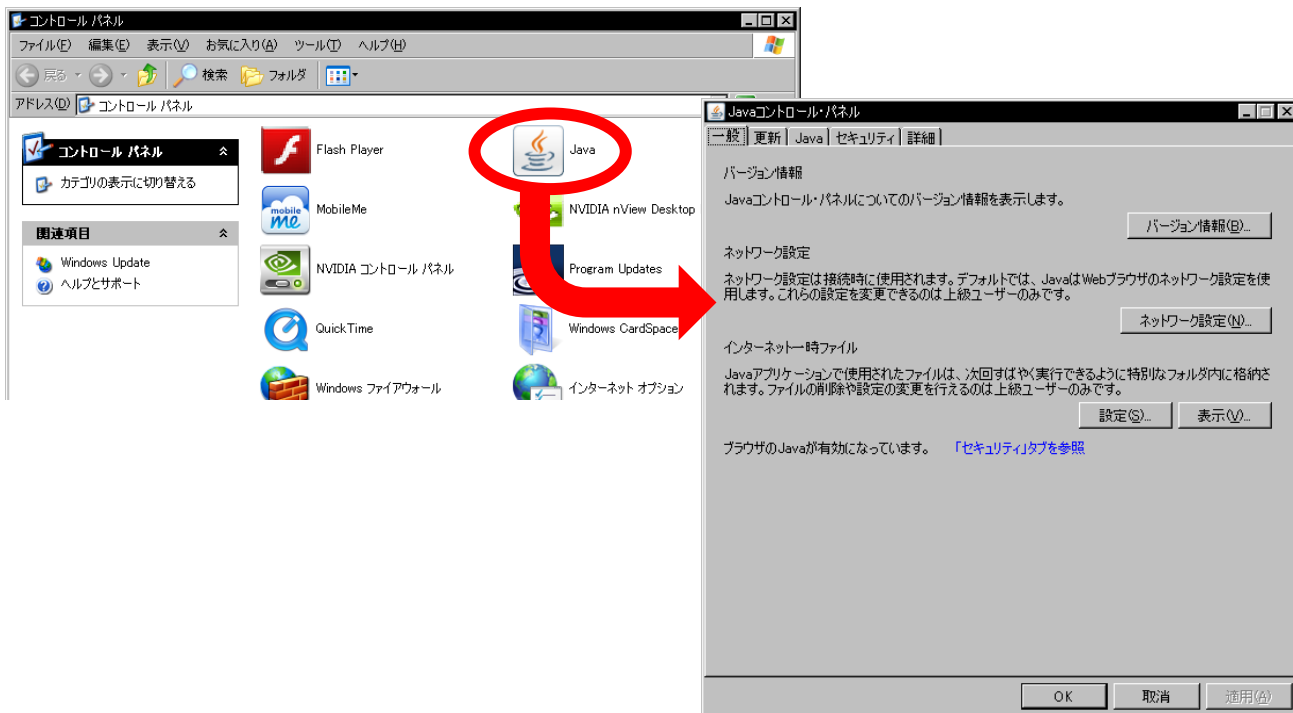 コントロール パネル
ファイル(F) 編集(E) 表示(V) お気に入り(A) ツール(T) ヘルプ(H)
戻る 検索 フォルダ
アドレス(D) コントロール パネル
コントロール パネル
カテゴリの表示に切り替える
関連項目
Windows Update
ヘルプとサポート
Flash Player
Java
mobile me
MobileMe
NVIDIA nView Desktop
NVIDIA コントロール パネル
Program Updates
QuickTime
Windows CardSpace
Windows ファイアウォール
インターネット オプション
Javaコントロール・パネル
一般 更新 Java セキュリティ 詳細
バージョン情報
Javaコントロール・パネルについてのバージョン情報を表示します。
バージョン情報(B)...
ネットワーク設定
ネットワーク設定は接続時に使用されます。デフォルトでは、JavaはWebブラウザのネットワーク設定を使
用します。これらの設定を変更できるのは上級ユーザーのみです。
ネットワーク設定(N)...
インターネット一時ファイル
Javaアプリケーションで使用されたファイルは、次回すばやく実行できるように特別なフォルダ内に格納さ
れます。ファイルの削除や設定の変更を行えるのは上級ユーザーのみです。
設定(S)... 表示(V)...
ブラウザのJavaが有効になっています。 「セキュリティ」タブを参照
OK 取消 適用(A)